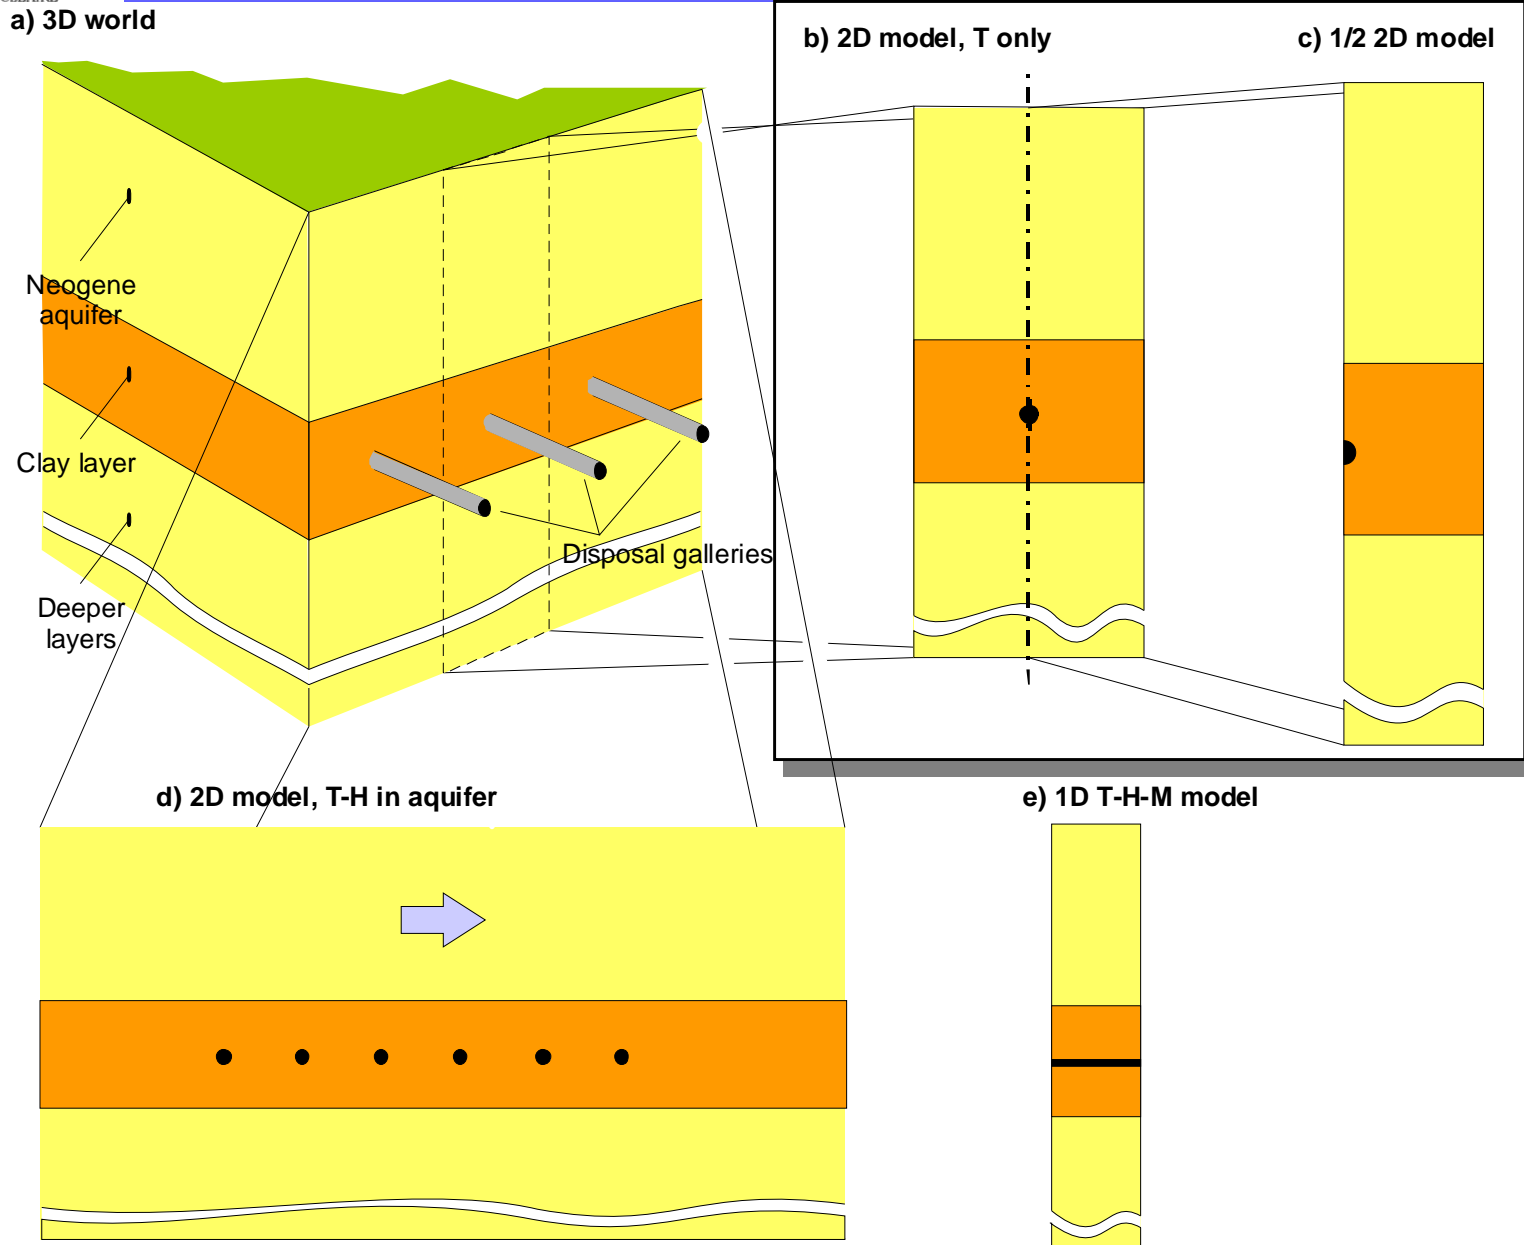 a) 3D world
b) 2D model, T only
c) 1/2 2D model
Neogene
aquifer
Clay layer
Disposal galleries
Deeper
layers
d) 2D model, T-H in aquifer
e) 1D T-H-M model